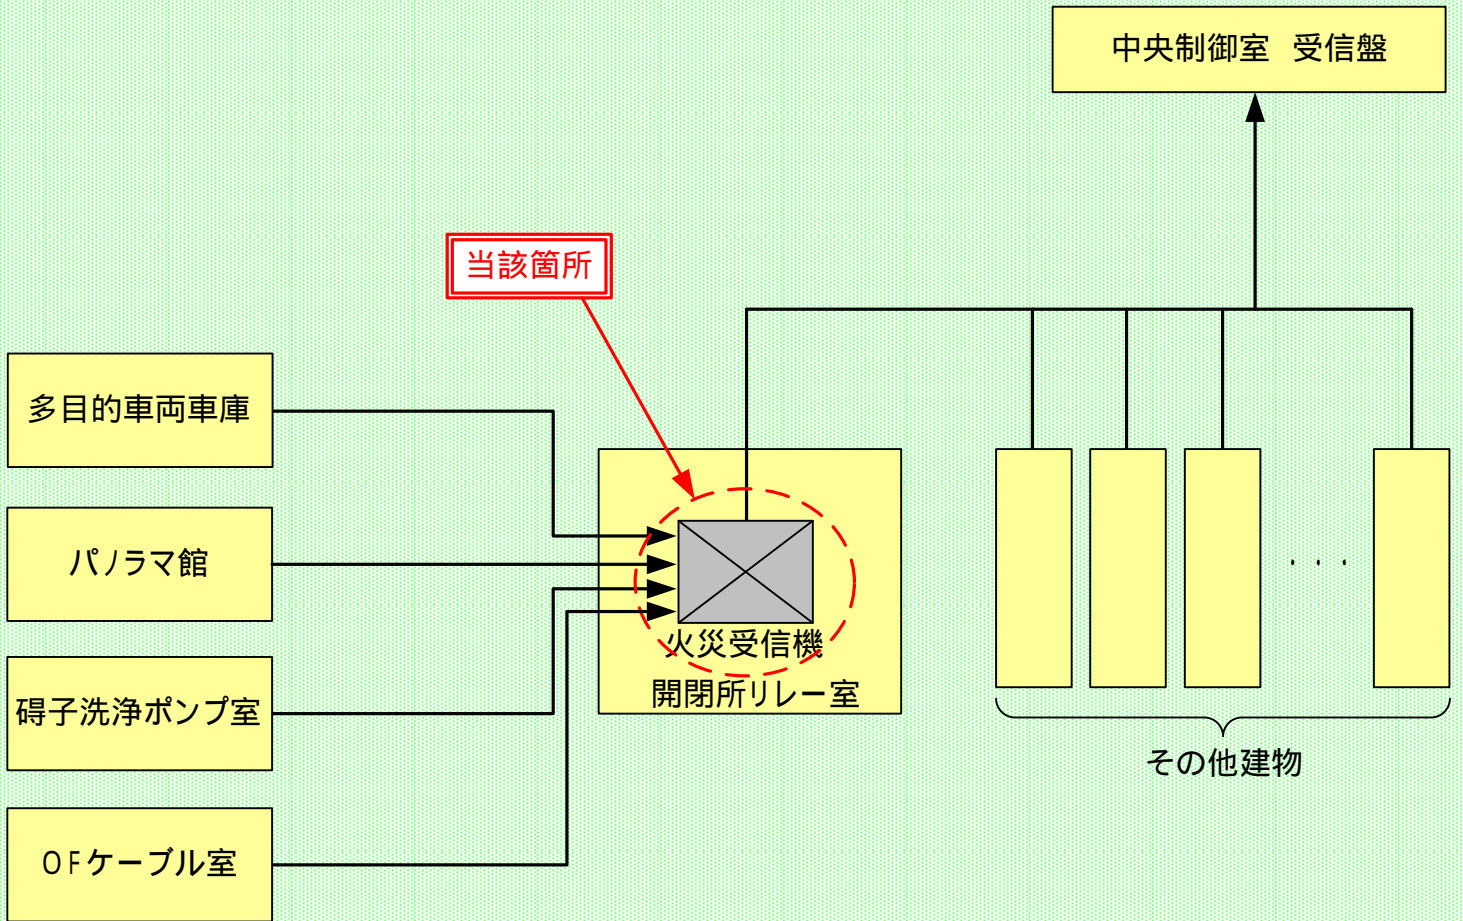 中央制御室 受信盤
当該箇所
多目的車両車庫
パノラマ館
碍子洗浄ポンプ室
OFケーブル室
火災受信機
開閉所リレー室
・・・
その他建物